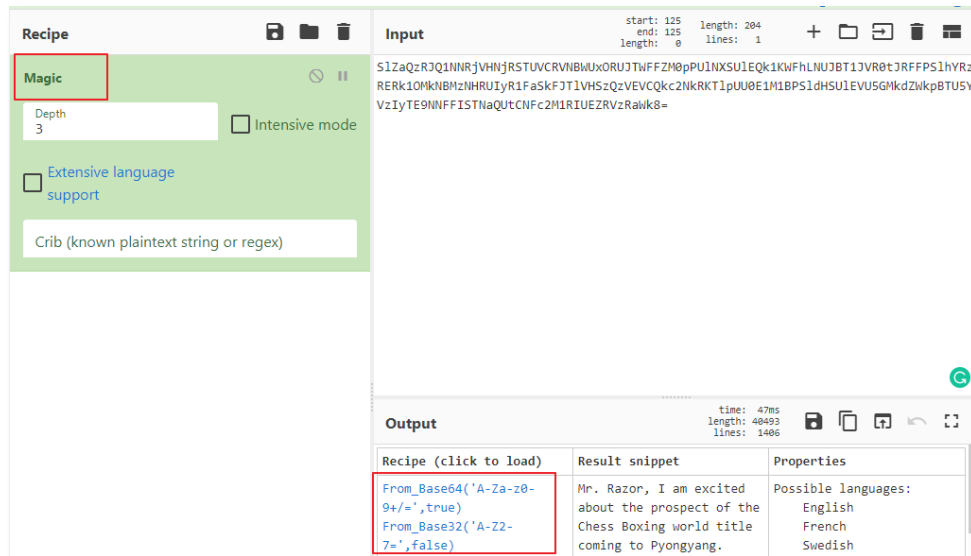 Recipe
Magic
Depth
3
Intensive mode
Extensive language
support
Crib (known plaintext string or regex)
Input
start: 125
end: 125
length: 0
length: 204
lines: 1
SlZaQzRJQ1NNRjVHNjRSTUVCRVNBWUxORUJTWFFZM0pPUlNXSUlEQk1KWFhLNUJBT1JVR0tJRFFPSlhYRz
RERk1OMkNBMzNHRUIyR1FaSkFJTlVHSzQzVEVCQkc2NkRKTlpUU0E1M1BPSldHSUlEVU5GMkdZWkpBTU5Y
VzIyTE9NNFFISTNaQUtCNFc2M1RIUEZRVzRaWk8=
Output
time: 47ms
length: 40493
lines: 1406
Recipe (click to load)
Result snippet
Properties
From_Base64('A-Za-z0-
9+/=',true)
From_Base32('A-Z2-
7=',false)
Mr. Razor, I am excited
about the prospect of the
Chess Boxing world title
coming to Pyongyang.
Possible languages:
English
French
Swedish